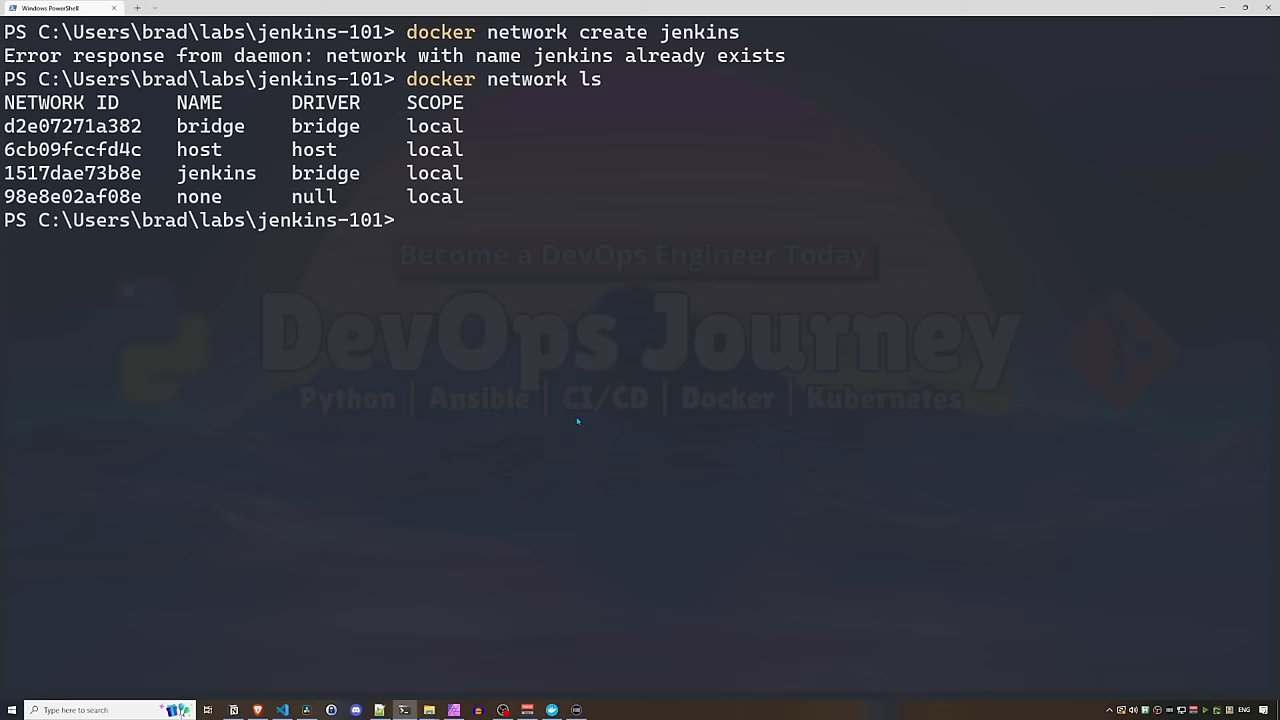 Windows PowerShell
PS C:\Users\brad\labs\jenkins-101> docker network create jenkins
Error response from daemon: network with name jenkins already exists
PS C:\Users\brad\labs\jenkins-101> docker network ls
NETWORK ID NAME DRIVER SCOPE
d2e07271a382 bridge bridge local
6cb09fccfd4c host host local
1517dae73b8e jenkins bridge local
98e8e02af08e none null local
PS C:\Users\brad\labs\jenkins-101>
Become a DevOps Engineer Today
DevOps Journey
Python | Ansible | CI/CD | Docker | Kubernetes
Type here to search
ENG